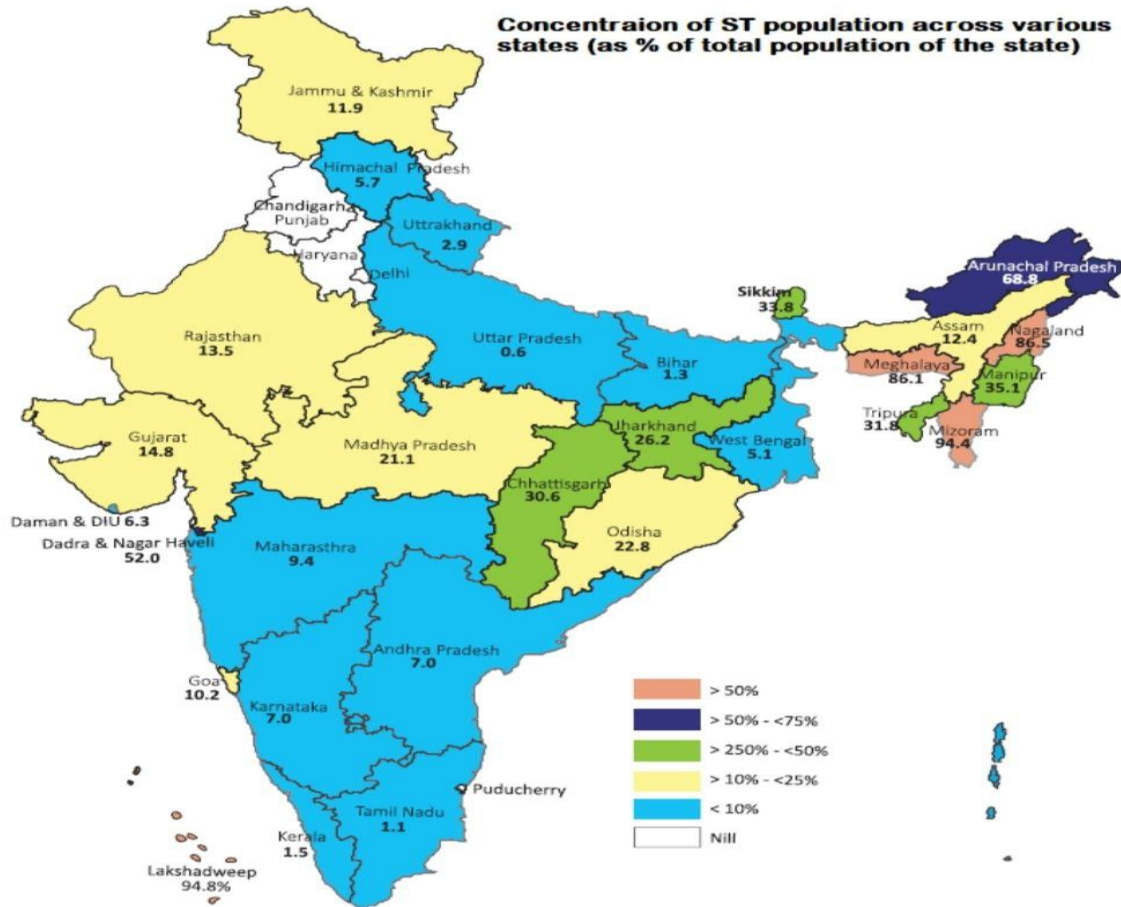 Concentraion of ST population across various
states (as % of total population of the state)
Jammu & Kashmir
11.9
Himachal Pradesh
5.7
Chandigarh
Punjab
Uttrakhand
2.9
Haryana
Delhi
Rajasthan
13.5
Uttar Pradesh
0.6
Bihar
1.3
Sikkim
33.8
Arunachal Pradesh
68.8
Assam
12.4
Nagaland
86.5
Meghalaya
86.1
Manipur
35.1
Tripura
31.8
Mizoram
94.4
Gujarat
14.8
Madhya Pradesh
21.1
Jharkhand
26.2
West Bengal
5.1
Chhattisgarh
30.6
Odisha
22.8
Daman & DIU 6.3
Dadra & Nagar Haveli
52.0
Maharasthra
9.4
Andhra Pradesh
7.0
Goa
10.2
Karnataka
7.0
Puducherry
Tamil Nadu
1.1
Kerala
1.5
Lakshadweep
94.8%
> 50%
> 50% - <75%
> 250% - <50%
> 10% - <25%
< 10%
Nill